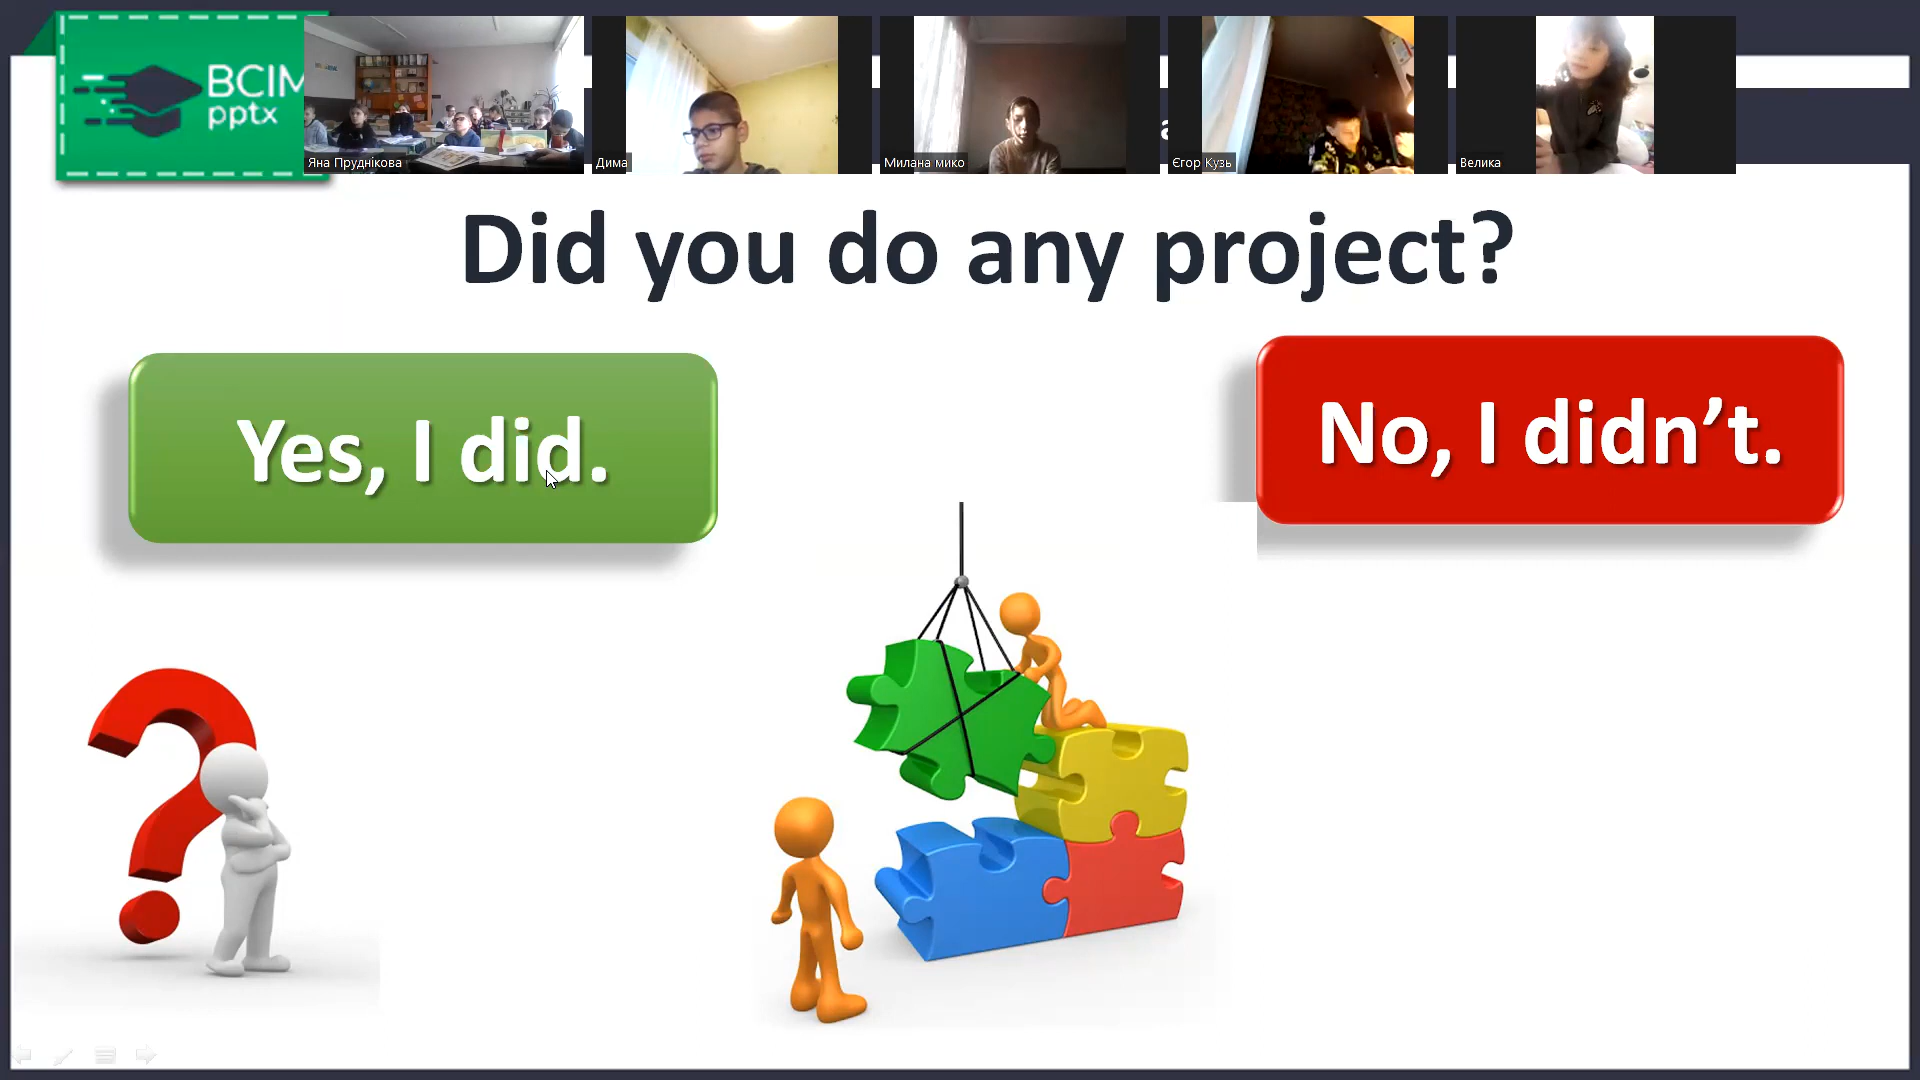 ВСІМ
pptx
Яна Пруднікова
Дима
Милана мико
Єгор Кузь
Велика
Did you do any project?
Yes, I did.
No, I didn’t.